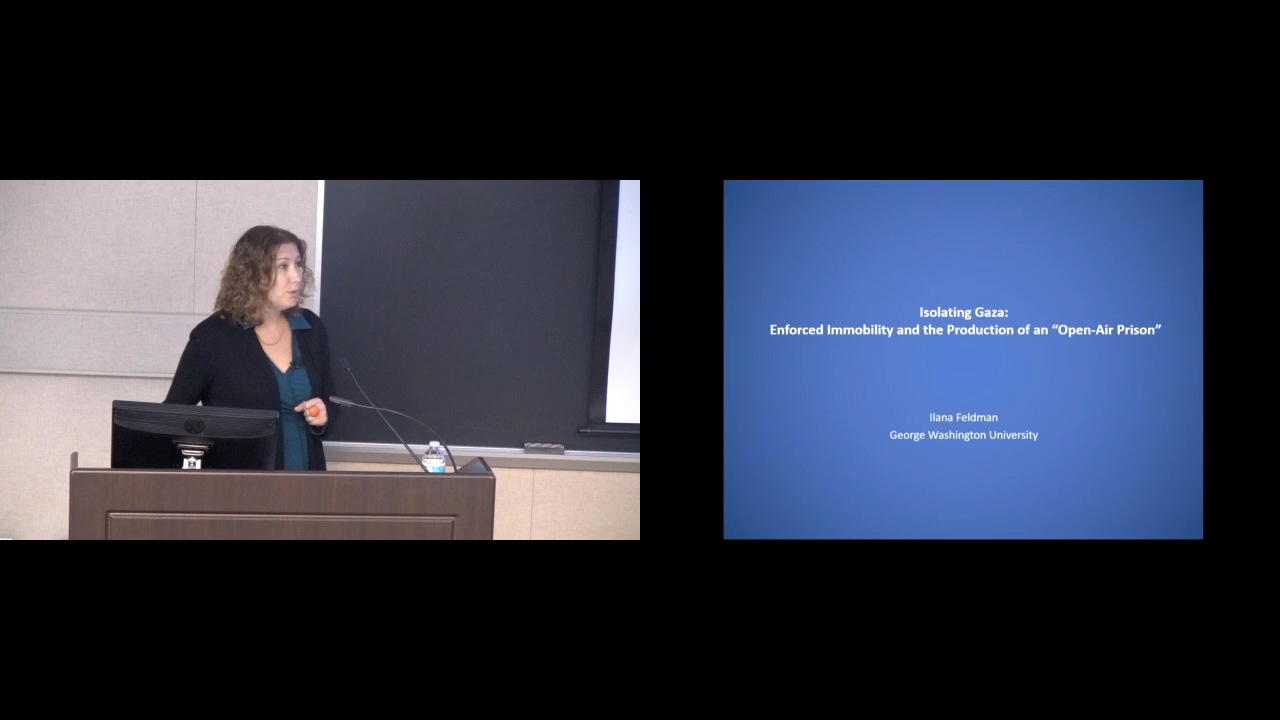 Isolating Gaza:
Enforced Immobility and the Production of an “Open-Air Prison”
Ilana Feldman
George Washington University